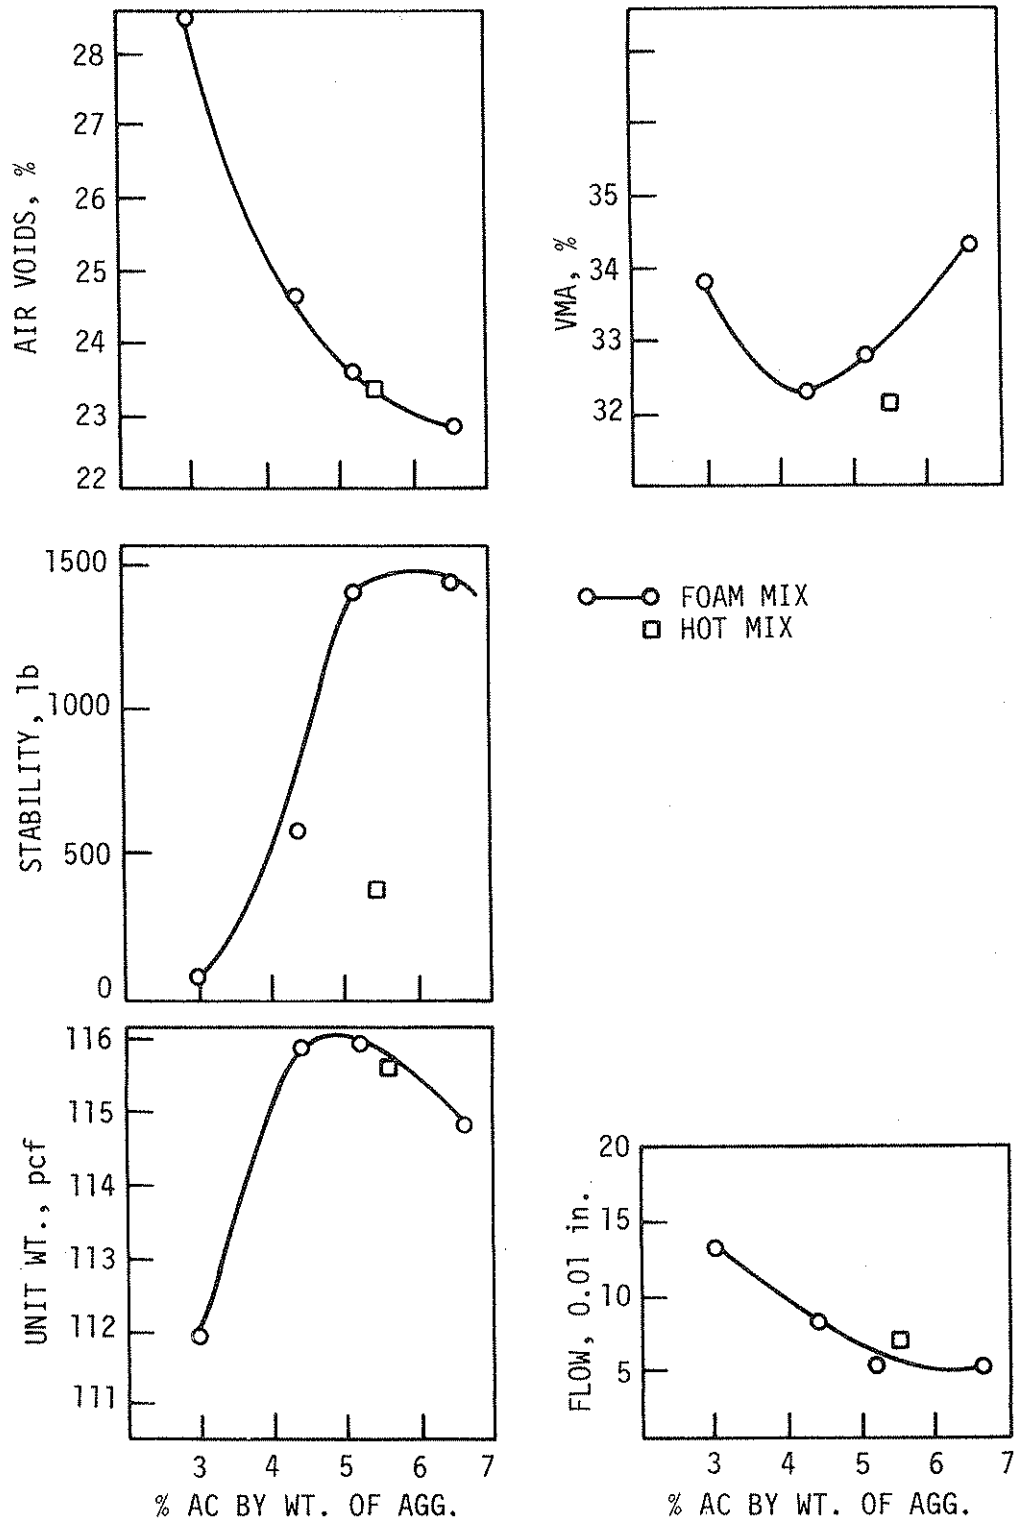 AIR VOIDS, %
28
27
26
25
24
23
22
VMA, %
35
34
33
32
STABILITY, lb
1500
1000
500
0
FOAM MIX
HOT MIX
UNIT WT., pcf
116
115
114
113
112
111
3 4 5 6 7
% AC BY WT. OF AGG.
FLOW, 0.01 in.
20
15
10
5
3 4 5 6 7
% AC BY WT. OF AGG.